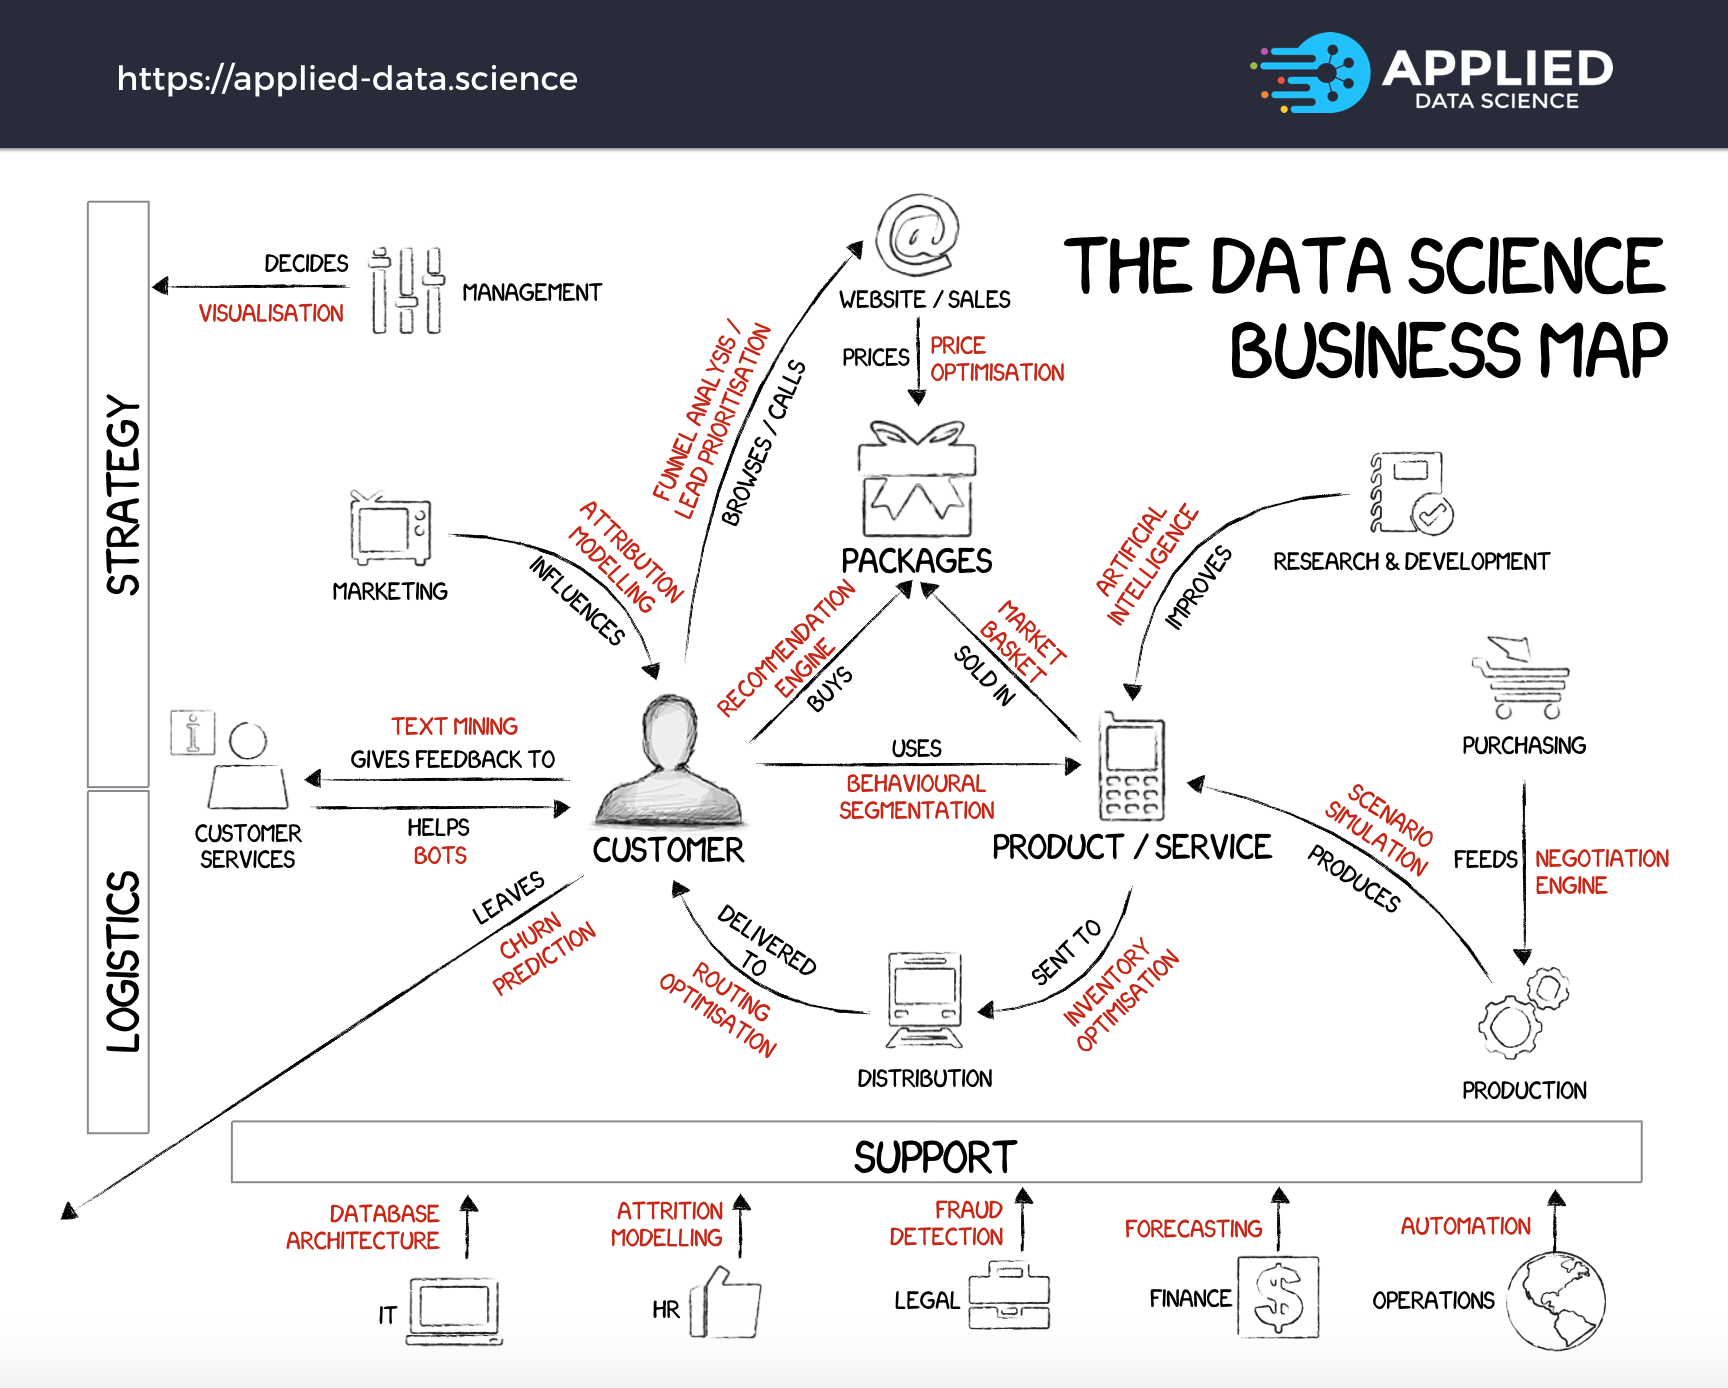 https://applied-data.science
APPLIED
DATA SCIENCE
THE DATA SCIENCE
BUSINESS MAP
STRATEGY
LOGISTICS
DECIDES
VISUALISATION
MANAGEMENT
WEBSITE / SALES
PRICES
PRICE
OPTIMISATION
FUNNEL ANALYSIS /
LEAD PRIORITISATION
BROWSES / CALLS
PACKAGES
MARKETING
ATTRIBUTION
MODELLING
INFLUENCES
ARTIFICIAL
INTELLIGENCE
IMPROVES
RESEARCH & DEVELOPMENT
RECOMMENDATION
ENGINE
BUYS
MARKET
BASKET
SOLD IN
PURCHASING
TEXT MINING
GIVES FEEDBACK TO
HELPS
BOTS
CUSTOMER
SERVICES
CUSTOMER
USES
BEHAVIOURAL
SEGMENTATION
PRODUCT / SERVICE
SCENARIO
SIMULATION
PRODUCES
FEEDS
NEGOTIATION
ENGINE
LEAVES
CHURN
PREDICTION
DELIVERED
TO
ROUTING
OPTIMISATION
SENT TO
INVENTORY
OPTIMISATION
DISTRIBUTION
PRODUCTION
SUPPORT
DATABASE
ARCHITECTURE
IT
ATTRITION
MODELLING
HR
FRAUD
DETECTION
LEGAL
FORECASTING
FINANCE
AUTOMATION
OPERATIONS